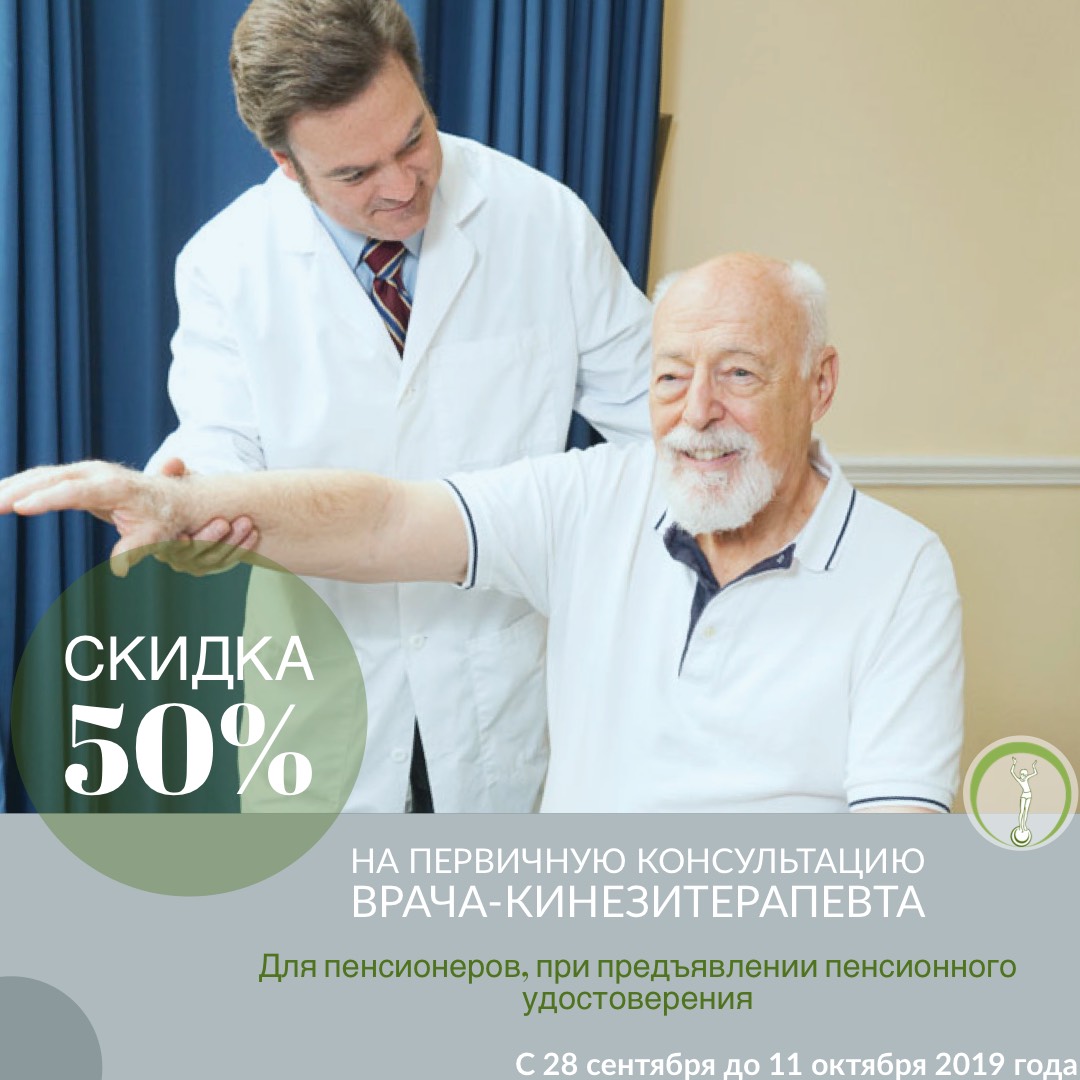 СКИДКА
50%
НА ПЕРВИЧНУЮ КОНСУЛЬТАЦИЮ
ВРАЧА-КИНЕЗИТЕРАПЕВТА
Для пенсионеров, при предъявлении пенсионного
удостоверения
С 28 сентября до 11 октября 2019 года